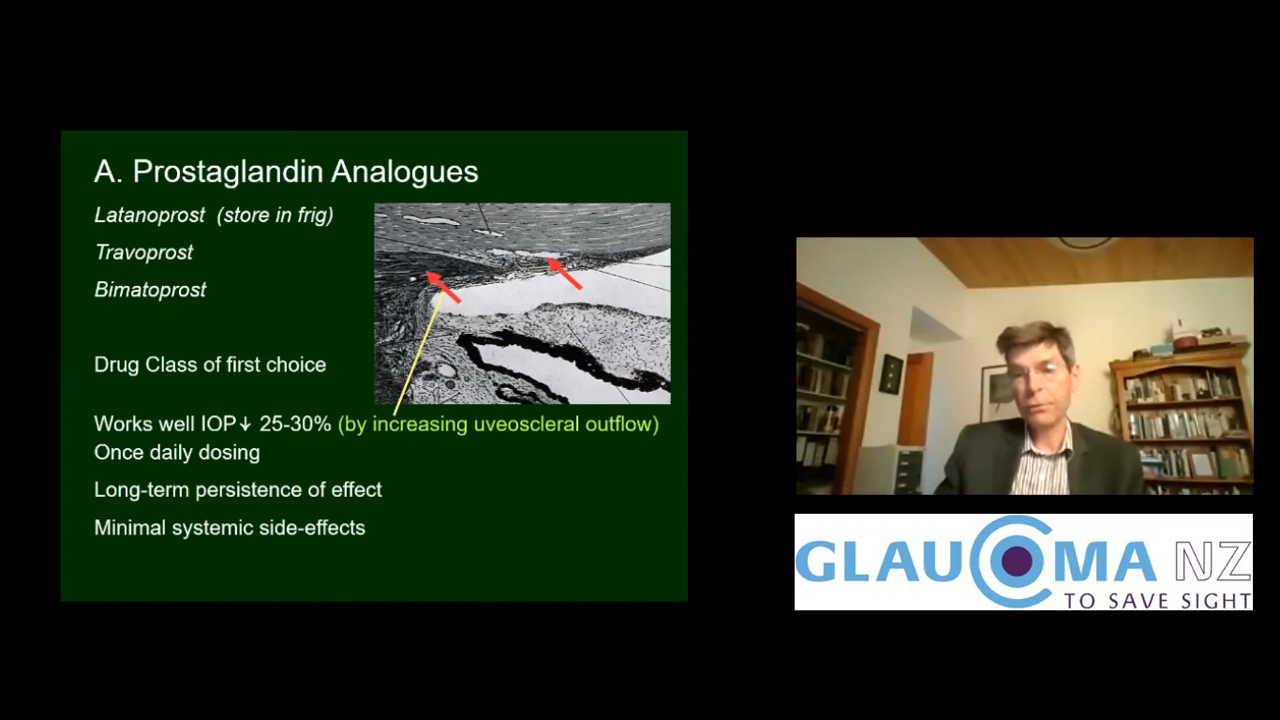 A. Prostaglandin Analogues
Latanoprost (store in frig)
Travoprost
Bimatoprost
Drug Class of first choice
Works well IOP↓ 25-30% (by increasing uveoscleral outflow)
Once daily dosing
Long-term persistence of effect
Minimal systemic side-effects
GLAUCOMA NZ
TO SAVE SIGHT